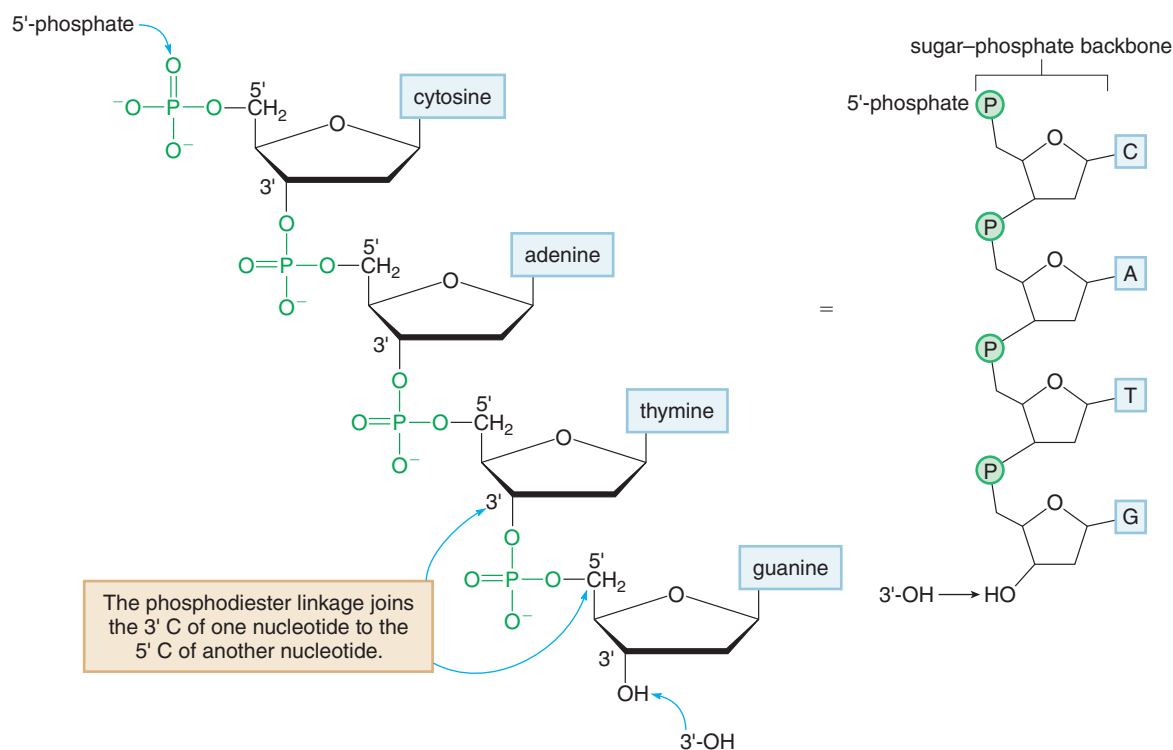 5'-phosphate
O
⁻O–P–O–CH₂
5'
O⁻
O
cytosine
3'
O
O=P–O–CH₂
5'
O⁻
O
adenine
3'
O
O=P–O–CH₂
5'
O⁻
O
thymine
3'
O
O=P–O–CH₂
5'
O⁻
O
guanine
3'
OH
3'-OH
The phosphodiester linkage joins
the 3' C of one nucleotide to the
5' C of another nucleotide.
=
sugar–phosphate backbone
5'-phosphate P
O
C
P
O
A
P
O
T
P
O
G
3'-OH → HO